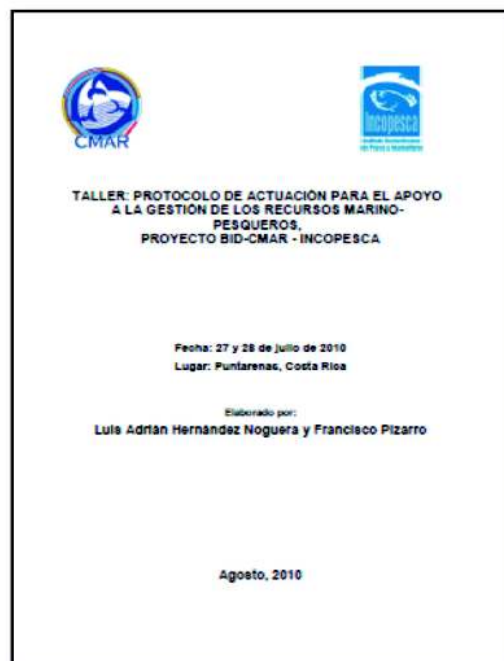 CMAR
Incopesca
TALLER: PROTOCOLO DE ACTUACIÓN PARA EL APOYO
A LA GESTIÓN DE LOS RECURSOS MARINO-
PESQUEROS,
PROYECTO BID-CMAR - INCOPESCA
Fecha: 27 y 28 de julio de 2010
Lugar: Puntarenas, Costa Rica
Elaborado por:
Luis Adrián Hernández Noguera y Francisco Pizarro
Agosto, 2010